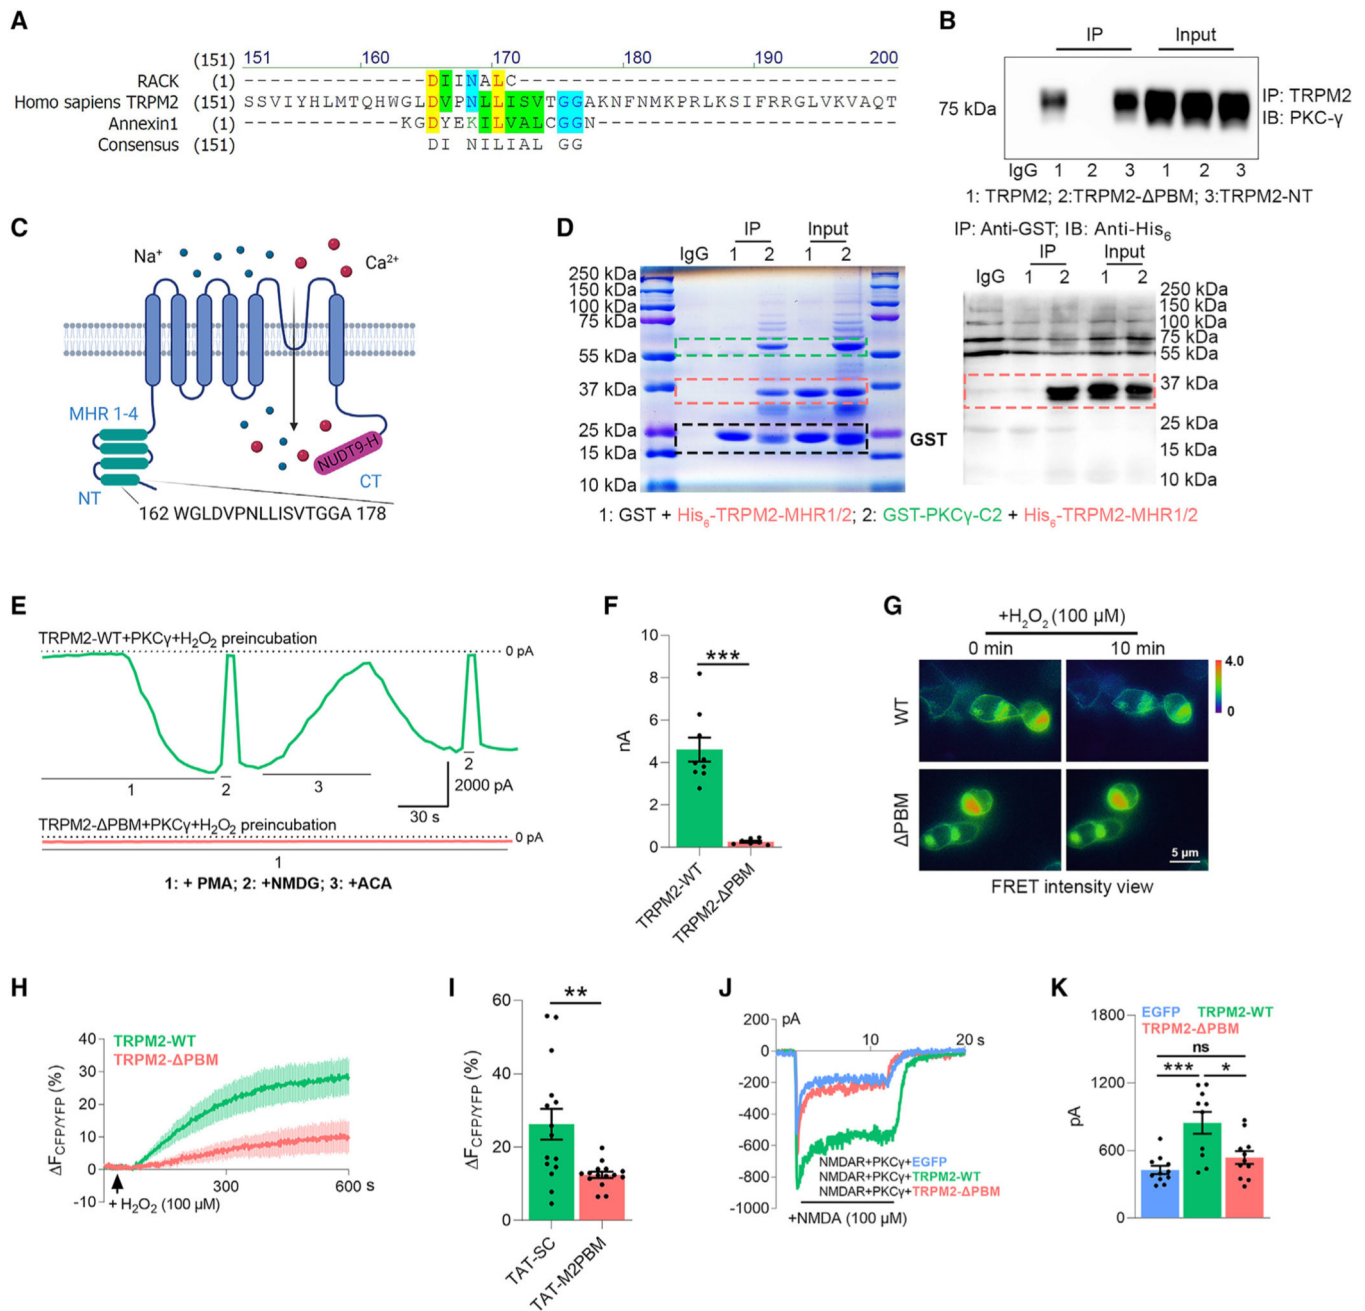 A
(151) 151 160 170 180 190 200
RACK (1) --------------DIINALC-----------------------------
Homo sapiens TRPM2 (151) SSVIYHLMTQHWGLDVPNLLISVTGGAKNFNMKPRLKSIFRRGLVKVAQT
Annexin1 (1) ------------KGDYEKILVALCGGN-----------------------
Consensus (151) DI NILIAL GG
B
IP Input
75 kDa
IP: TRPM2
IB: PKC-γ
IgG 1 2 3 1 2 3
1: TRPM2; 2:TRPM2-ΔPBM; 3:TRPM2-NT
C
Na⁺
Ca²⁺
MHR 1-4
NUDT9-H
NT
CT
162 WGLDVPNLLISVTGGA 178
D
IP Input
IgG 1 2 1 2
250 kDa
150 kDa
100 kDa
75 kDa
55 kDa
37 kDa
25 kDa
15 kDa
10 kDa
GST
IP: Anti-GST; IB: Anti-His₆
IP Input
IgG 1 2 1 2
250 kDa
150 kDa
100 kDa
75 kDa
55 kDa
37 kDa
25 kDa
15 kDa
10 kDa
1: GST + His₆-TRPM2-MHR1/2; 2: GST-PKCγ-C2 + His₆-TRPM2-MHR1/2
E
TRPM2-WT+PKCγ+H₂O₂ preincubation
0 pA
1 2 3 2
2000 pA
30 s
TRPM2-ΔPBM+PKCγ+H₂O₂ preincubation
0 pA
1
1: + PMA; 2: +NMDG; 3: +ACA
F
nA
10
8
6
4
2
0
***
TRPM2-WT
TRPM2-ΔPBM
G
+H₂O₂ (100 μM)
0 min 10 min
4.0
0
WT
ΔPBM
5 μm
FRET intensity view
H
TRPM2-WT
TRPM2-ΔPBM
ΔF CFP/YFP (%)
40
30
20
10
0
-10
300
600 s
+ H₂O₂ (100 μM)
I
ΔF CFP/YFP (%)
60
40
20
0
**
TAT-SC
TAT-M2PBM
J
200 pA
0
-200
-400
-600
-800
-1000
10
20 s
NMDAR+PKCγ+EGFP
NMDAR+PKCγ+TRPM2-WT
NMDAR+PKCγ+TRPM2-ΔPBM
+NMDA (100 μM)
K
pA
1800
1200
600
0
EGFP TRPM2-WT
TRPM2-ΔPBM
ns
*** *